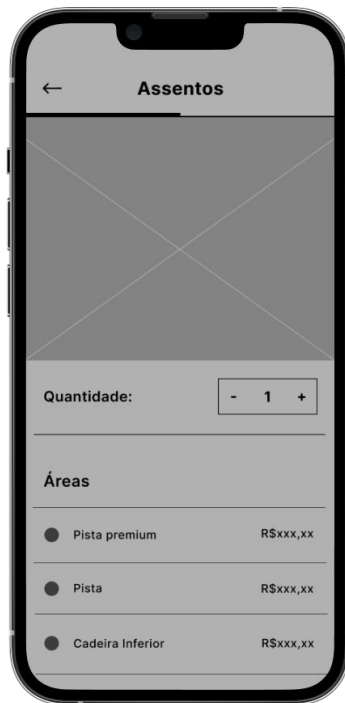 ← Assentos
Quantidade: - 1 +
Áreas
Pista premium R$xxx,xx
Pista R$xxx,xx
Cadeira Inferior R$xxx,xx